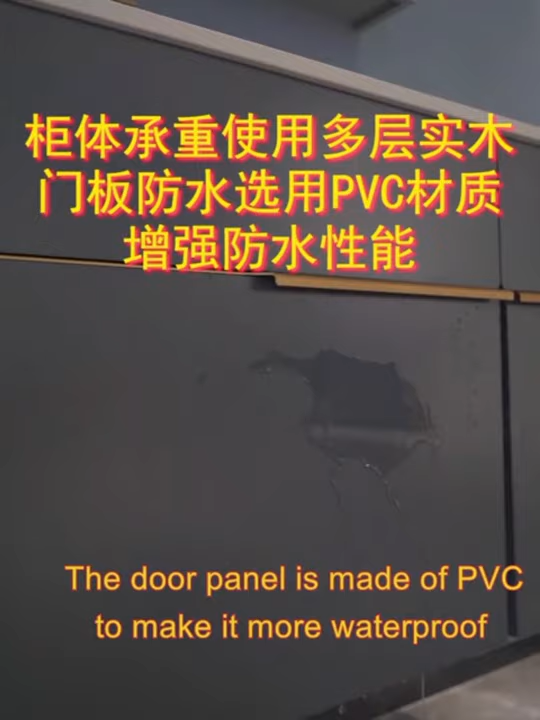 柜体承重使用多层实木
门板防水选用PVC材质
增强防水性能
The door panel is made of PVC
to make it more waterproof